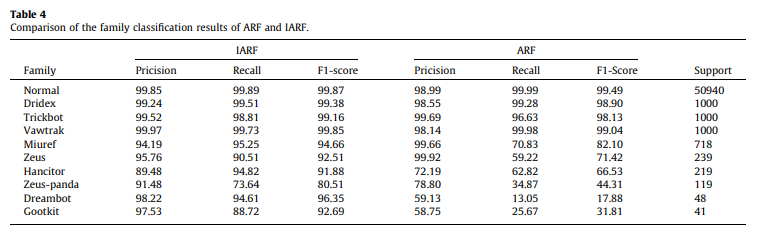 Table 4
Comparison of the family classification results of ARF and IARF.
IARF ARF
Family Pricision Recall F1-score Pricision Recall F1-Score Support
Normal 99.85 99.89 99.87 98.99 99.99 99.49 50940
Dridex 99.24 99.51 99.38 98.55 99.28 98.90 1000
Trickbot 99.52 98.81 99.16 99.69 96.63 98.13 1000
Vawtrak 99.97 99.73 99.85 98.14 99.98 99.04 1000
Miuref 94.19 95.25 94.66 99.66 70.83 82.10 718
Zeus 95.76 90.51 92.51 99.92 59.22 71.42 239
Hancitor 89.48 94.82 91.88 72.19 62.82 66.53 219
Zeus-panda 91.48 73.64 80.51 78.80 34.87 44.31 119
Dreambot 98.22 94.61 96.35 59.13 13.05 17.88 48
Gootkit 97.53 88.72 92.69 58.75 25.67 31.81 41